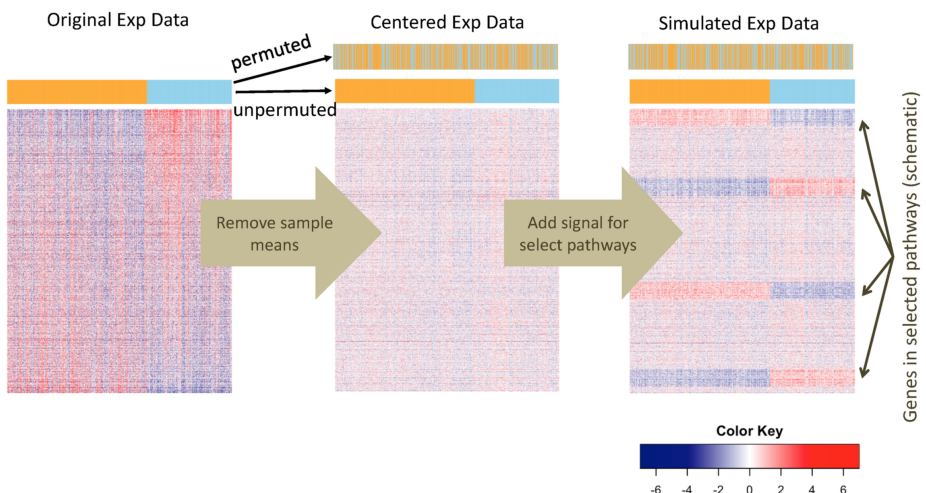 Original Exp Data
Centered Exp Data
Simulated Exp Data
permuted
unpermuted
Remove sample
means
Add signal for
select pathways
Genes in selected pathways (schematic)
Color Key
-6 -4 -2 0 2 4 6